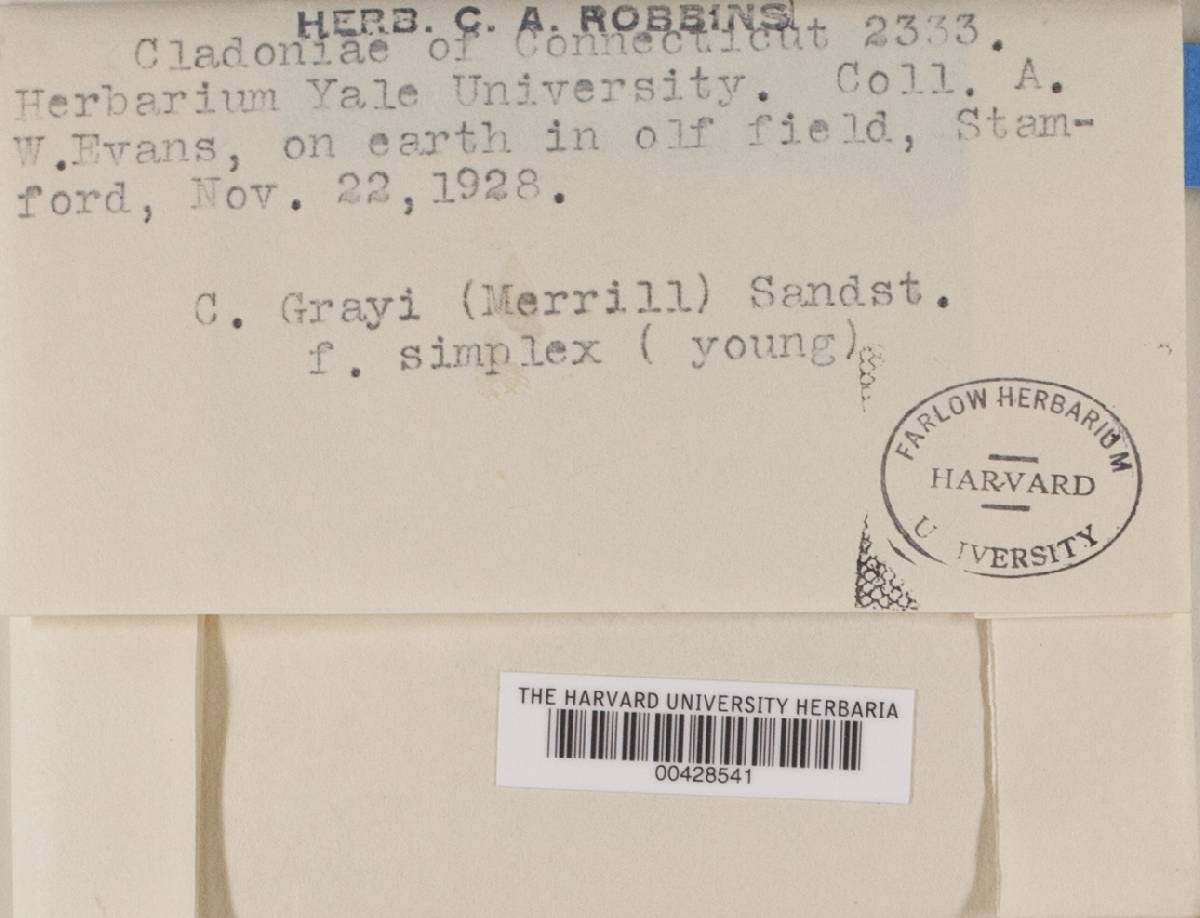 HERB. C. A. ROBBINS
Cladoniae of Connecticut 2333.
Herbarium Yale University. Coll. A.
W.Evans, on earth in olf field, Stam-
ford, Nov. 22,1928.
C. Grayi (Merrill) Sandst.
f. simplex ( young)
FARLOW HERBARIUM
HARVARD
U IVERSITY
THE HARVARD UNIVERSITY HERBARIA
00428541